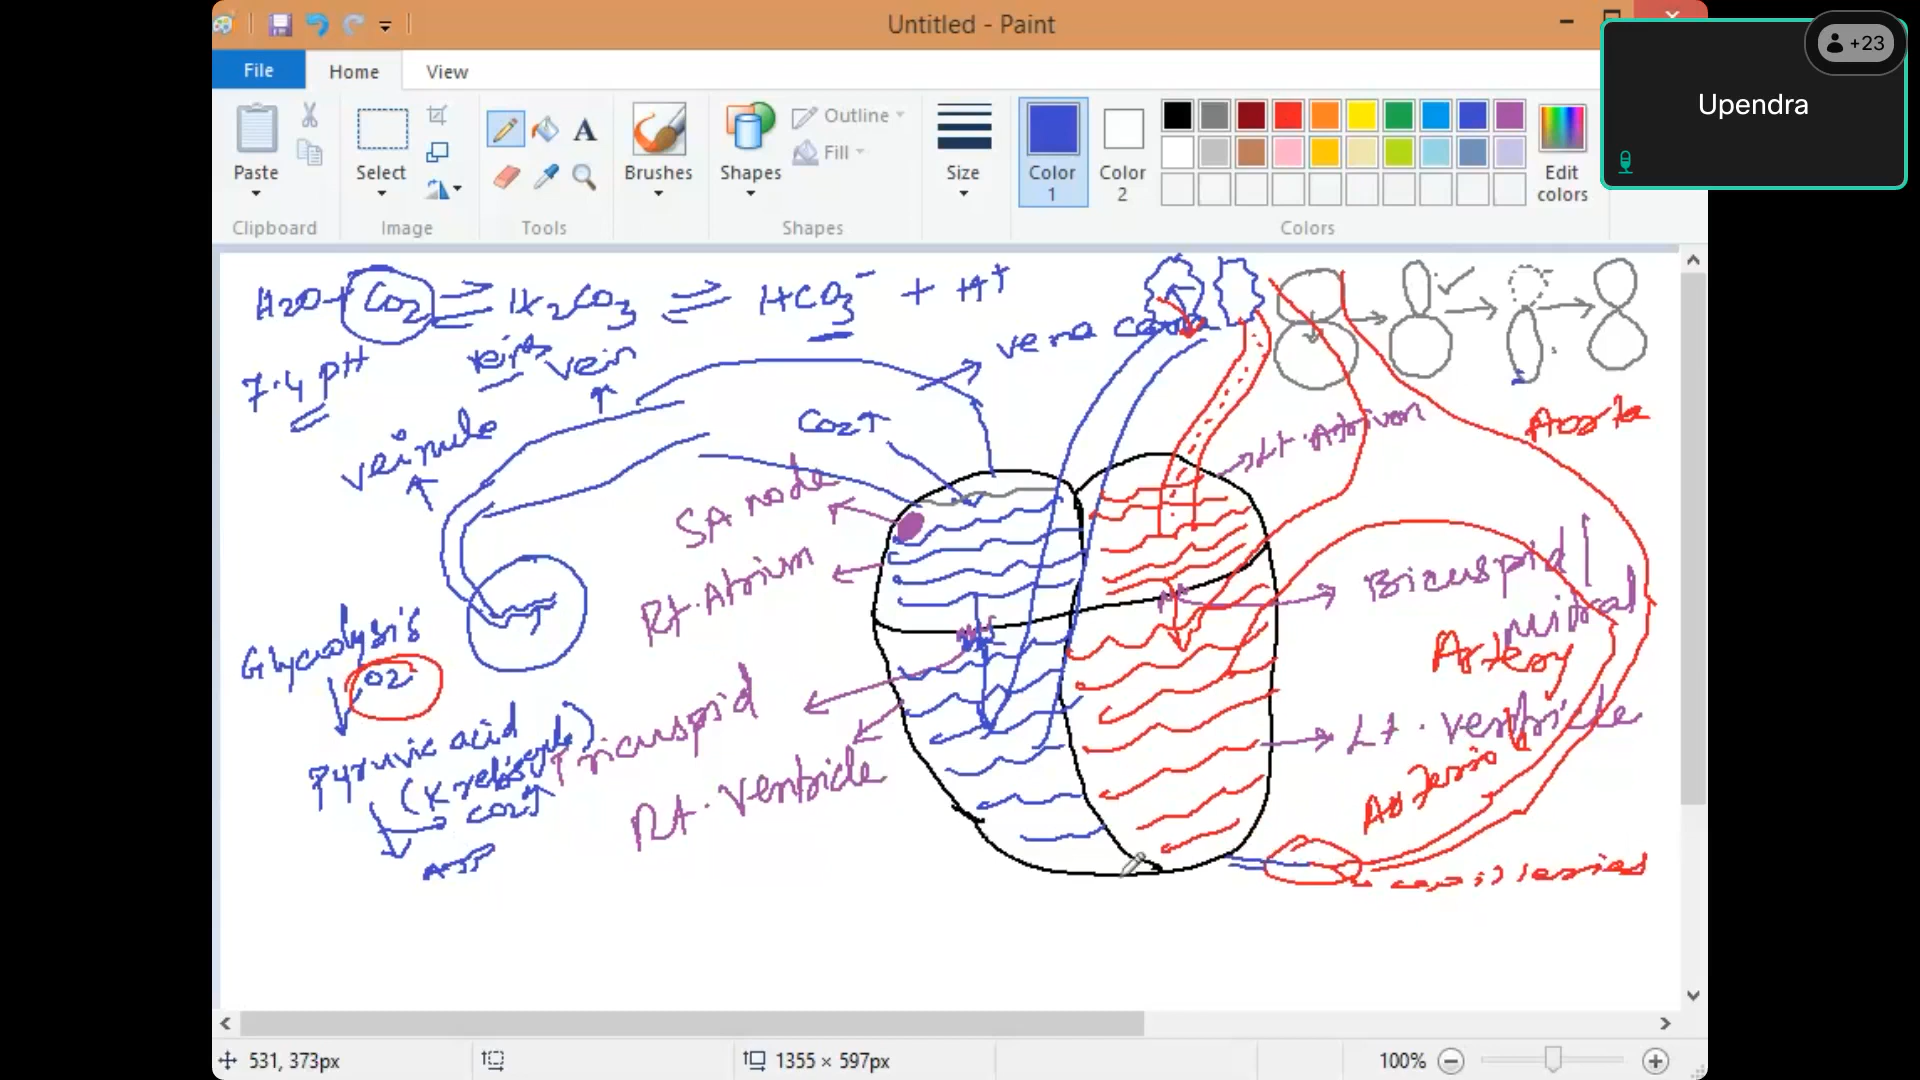 Untitled - Paint
+23
Upendra
File
Home
View
Paste
Select
Brushes
Shapes
Outline
Fill
Size
Color 1
Color 2
Edit colors
Clipboard
Image
Tools
Shapes
Colors
H2O + CO2 ⇌ H2CO3 ⇌ HCO3⁻ + H+
7.4 pH
vein
veinule
vena cava
CO2↑
SA node
Rt. Atrium
Tricuspid
Rt. Ventricle
Glycolysis
O2
Pyruvic acid
CO2↑
ATP
Lt. Atrium
Aorta
Bicuspid |
Mitral
Artery
Lt. Ventricle
531, 373px
1355 × 597px
100%